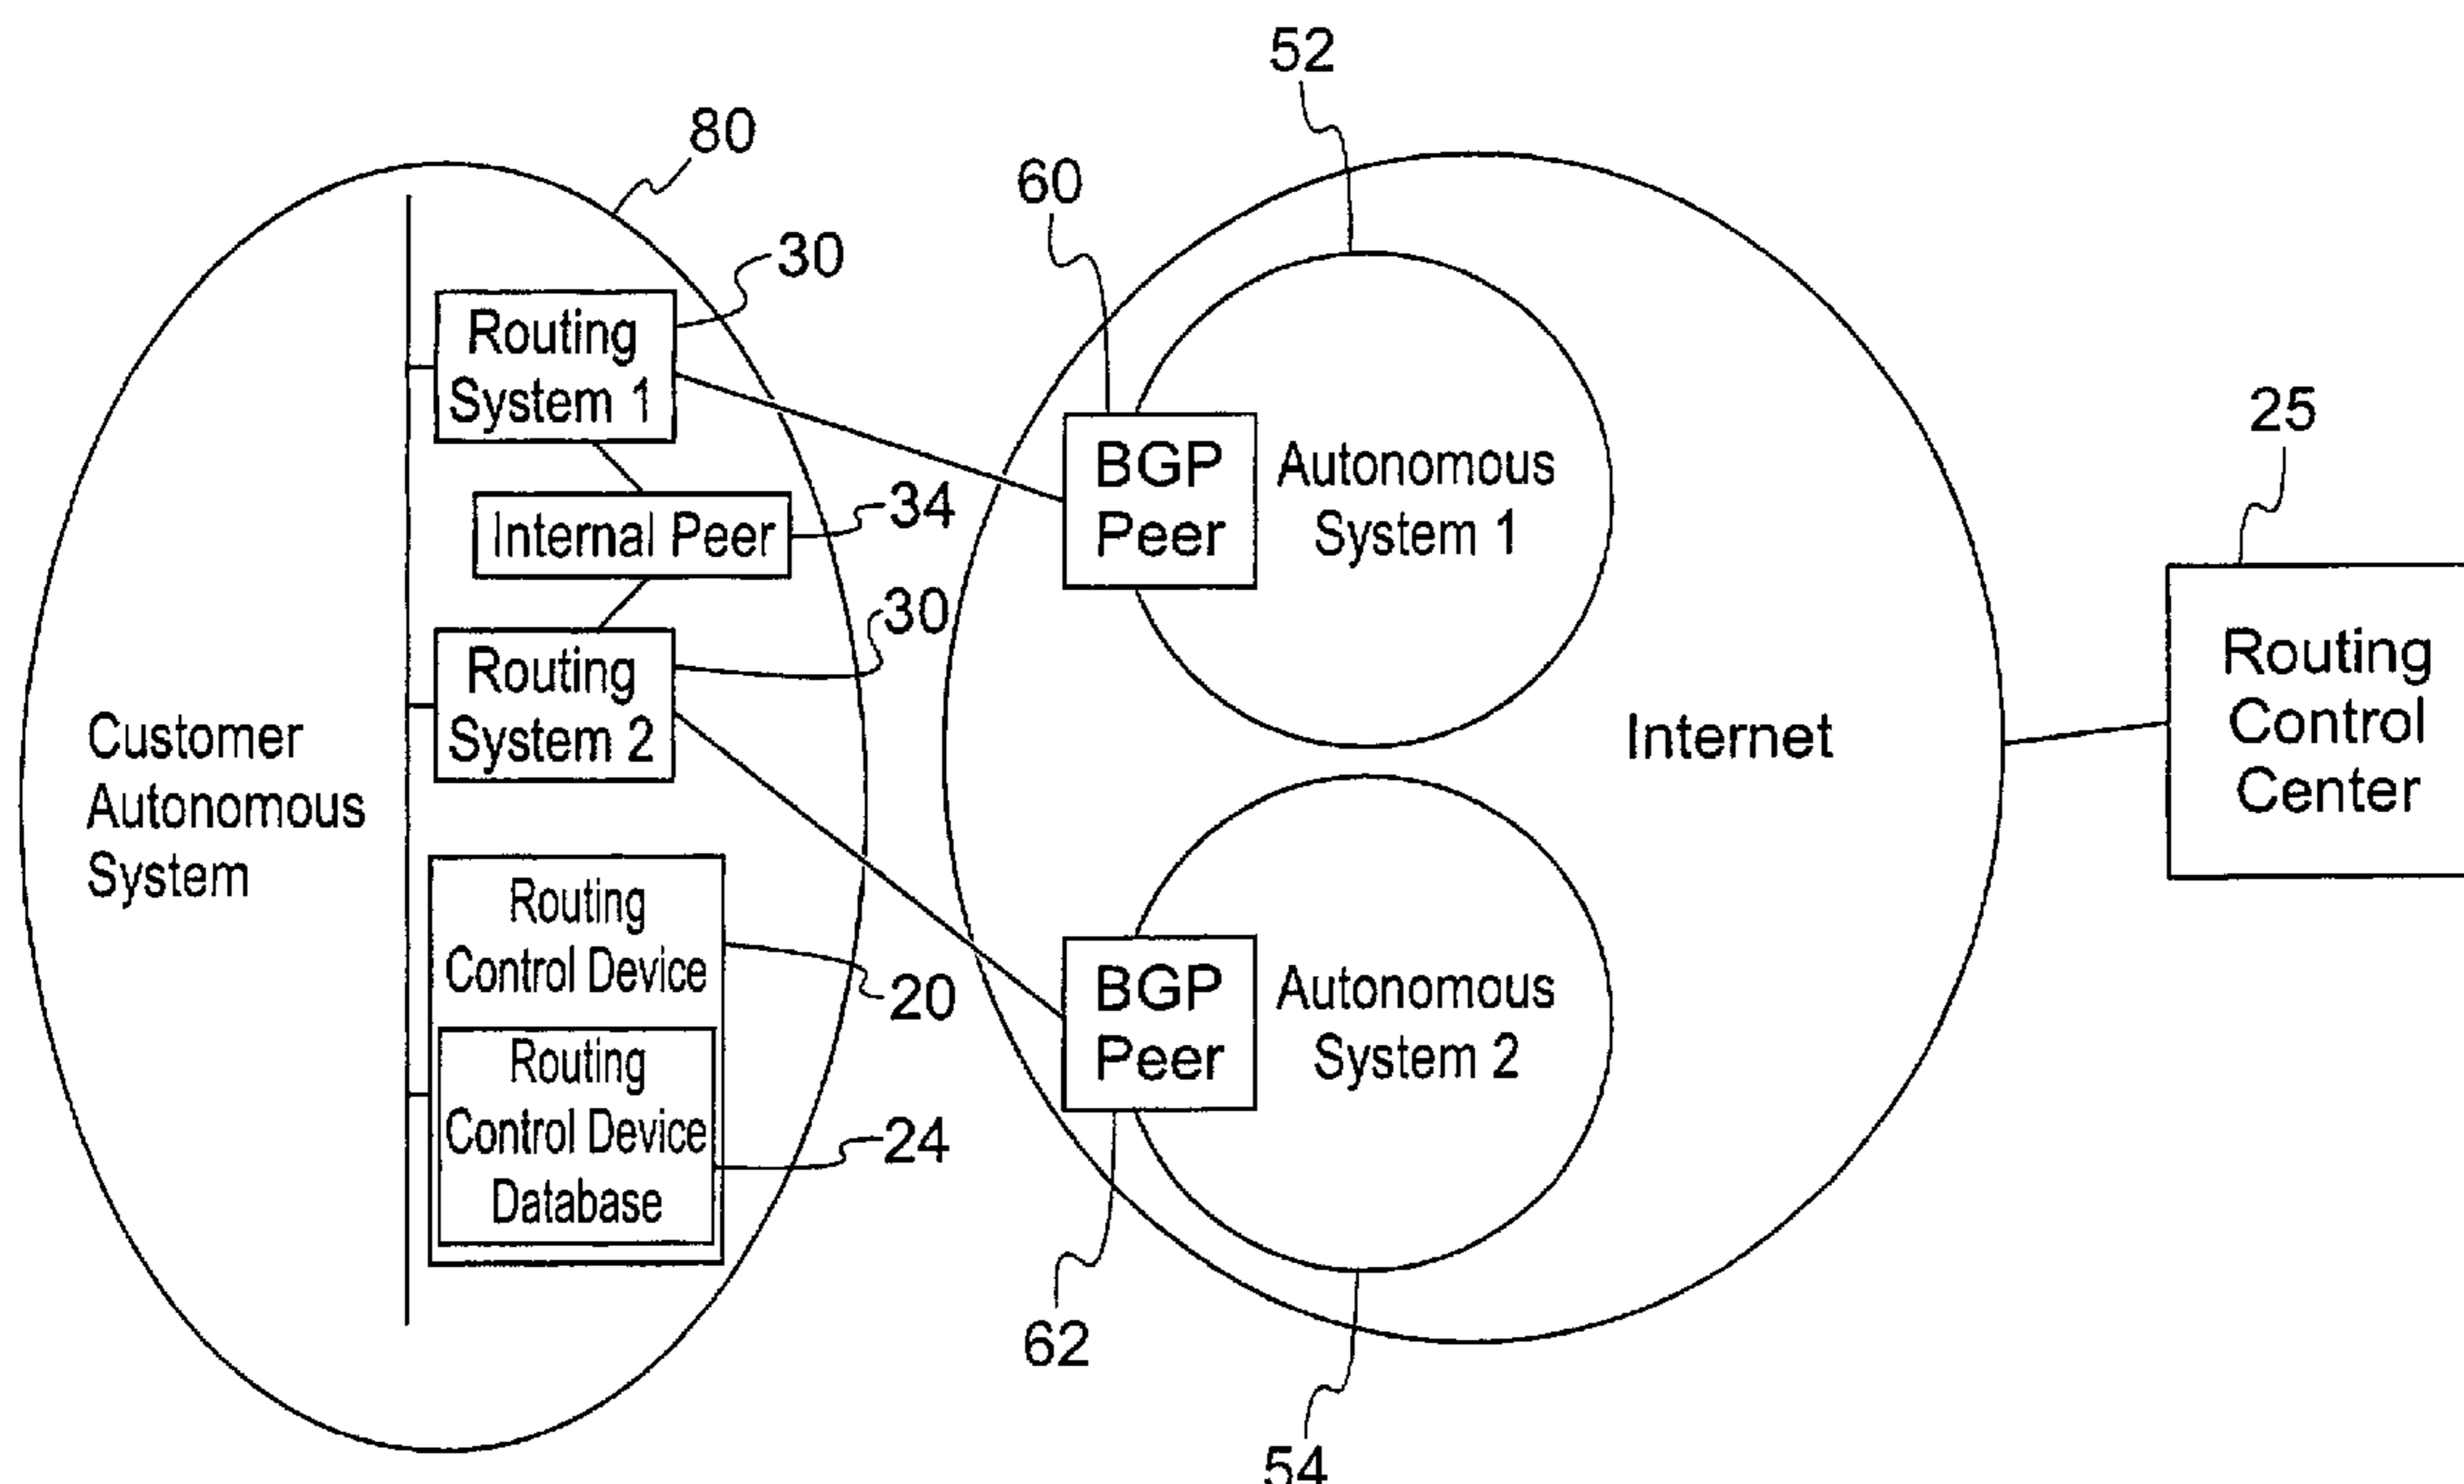 52
80
60
30
Routing
System 1
25
BGP
Peer
Autonomous
System 1
34
Internal Peer
30
Routing
System 2
Routing
Control
Center
Internet
Customer
Autonomous
System
Routing
Control Device
20
BGP
Peer
Autonomous
System 2
Routing
Control Device
Database
24
62
54